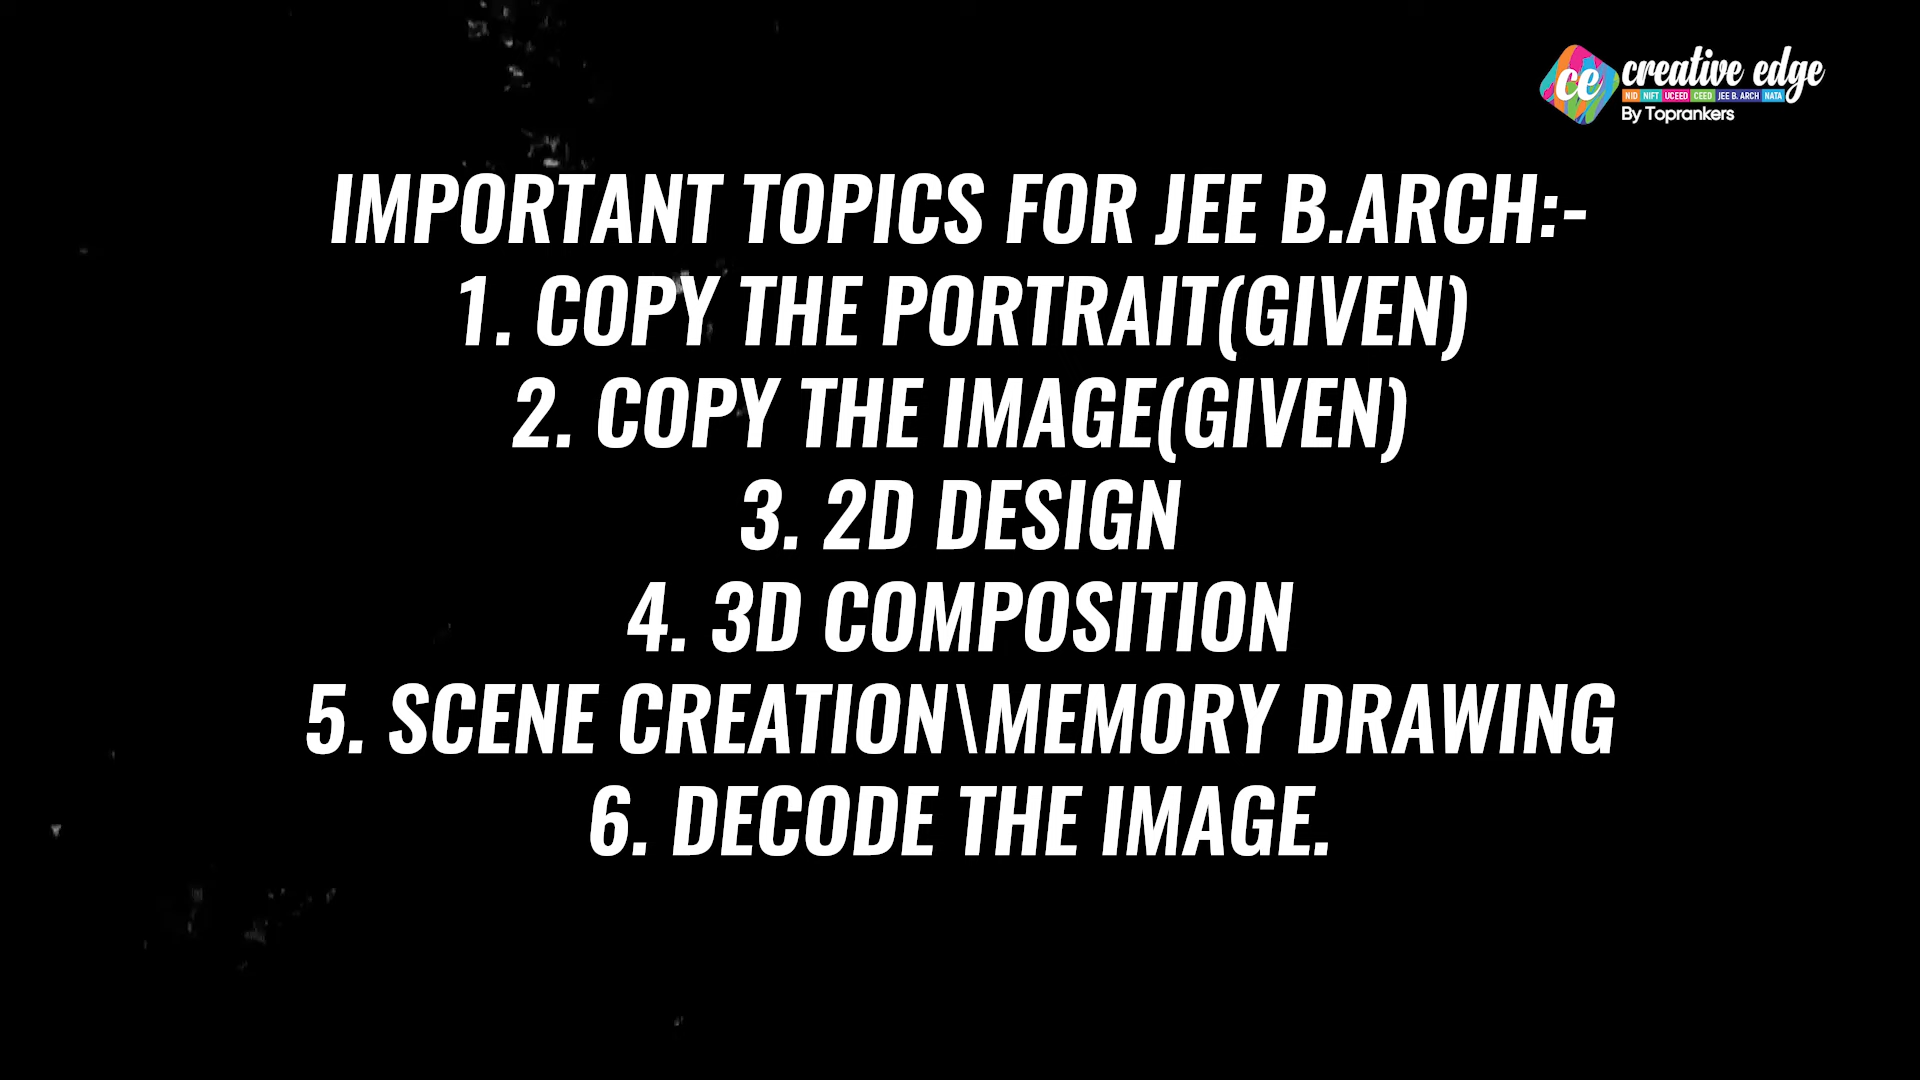 ce creative edge
NID NIFT UCEED CEED JEE B. ARCH NATA
By Toprankers
IMPORTANT TOPICS FOR JEE B.ARCH:-
1. COPY THE PORTRAIT(GIVEN)
2. COPY THE IMAGE(GIVEN)
3. 2D DESIGN
4. 3D COMPOSITION
5. SCENE CREATION\MEMORY DRAWING
6. DECODE THE IMAGE.